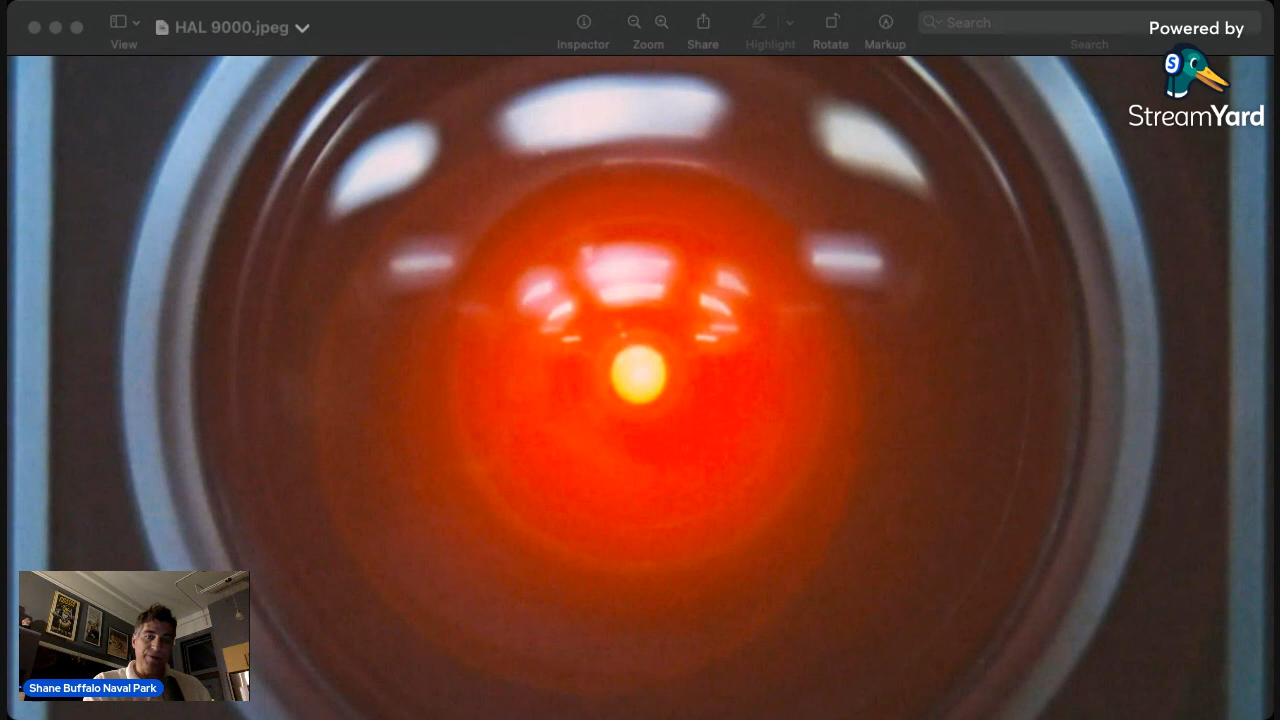 HAL 9000.jpeg
View
Inspector
Zoom
Share
Highlight
Rotate
Markup
Search
Search
Powered by
S
StreamYard
Shane Buffalo Naval Park